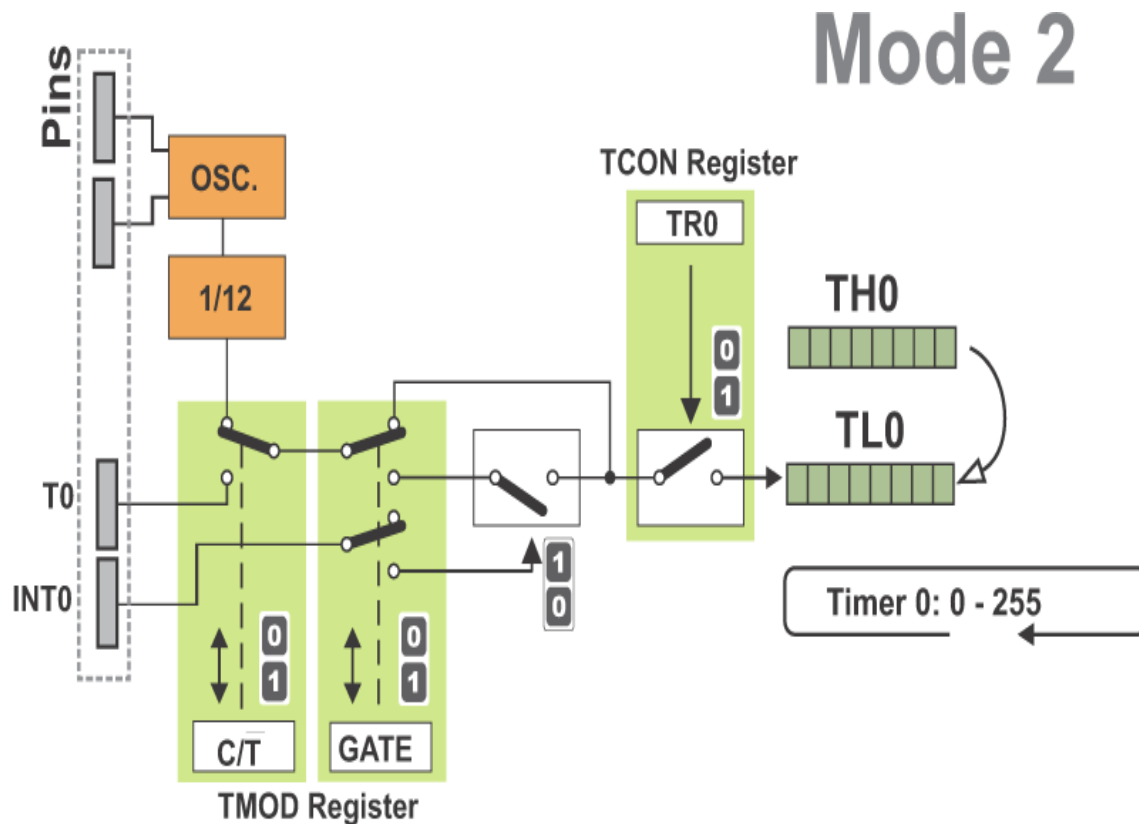 Mode 2
Pins
OSC.
TCON Register
TR0
1/12
TH0
0
1
TL0
T0
INT0
1
0
Timer 0: 0 - 255
0
1
0
1
C/T̅
GATE
TMOD Register